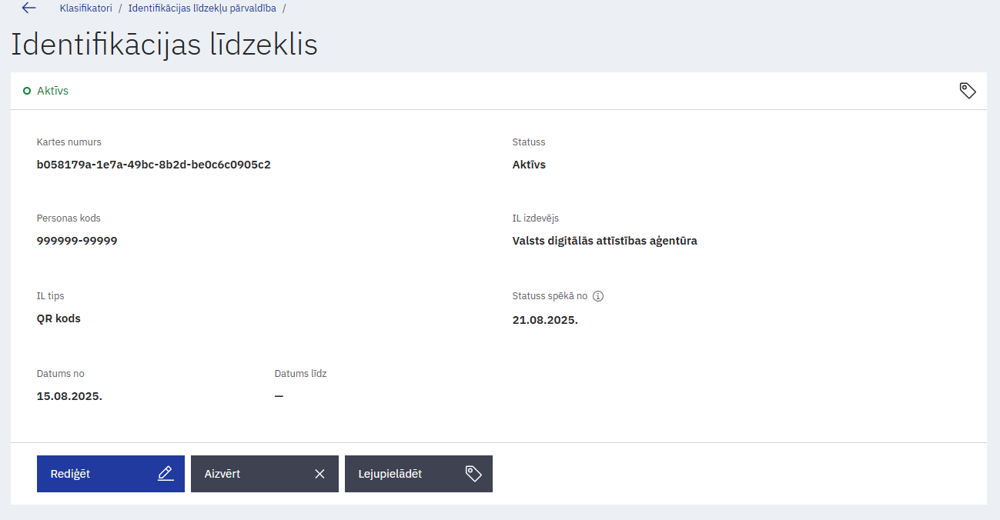 Klasifikatori / Identifikācijas līdzekļu pārvaldība /
Identifikācijas līdzeklis
Aktīvs
Kartes numurs
b058179a-1e7a-49bc-8b2d-be0c6c0905c2
Statuss
Aktīvs
Personas kods
999999-99999
IL izdevējs
Valsts digitālās attīstības aģentūra
IL tips
QR kods
Statuss spēkā no
21.08.2025.
Datums no
15.08.2025.
Datums līdz
—
Rediģēt
Aizvērt
Lejupielādēt